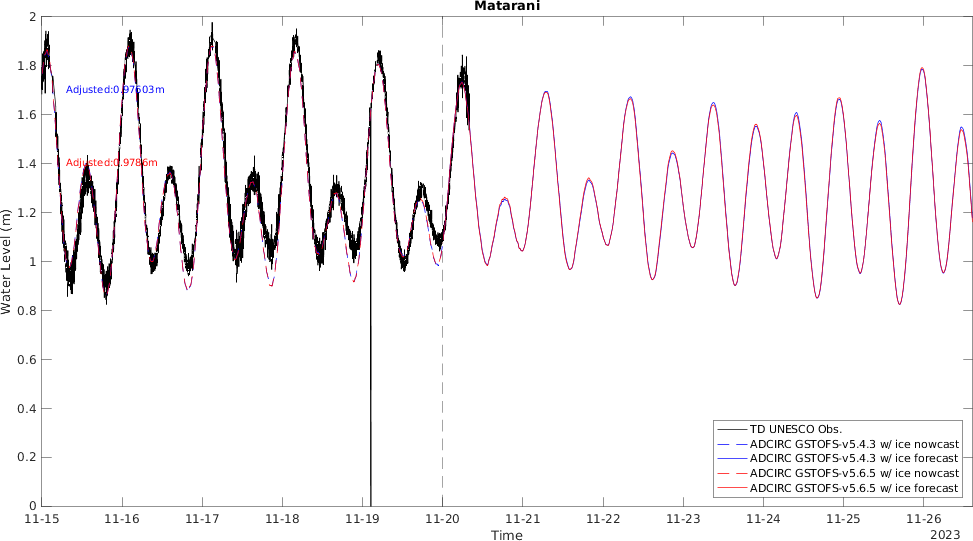 Matarani
2
1.8
1.6
1.4
1.2
1
0.8
0.6
0.4
0.2
0
Water Level (m)
Adjusted:0.97603m
Adjusted:0.9786m
TD UNESCO Obs.
ADCIRC GSTOFS-v5.4.3 w/ ice nowcast
ADCIRC GSTOFS-v5.4.3 w/ ice forecast
ADCIRC GSTOFS-v5.6.5 w/ ice nowcast
ADCIRC GSTOFS-v5.6.5 w/ ice forecast
11-15 11-16 11-17 11-18 11-19 11-20 11-21 11-22 11-23 11-24 11-25 11-26
Time
2023